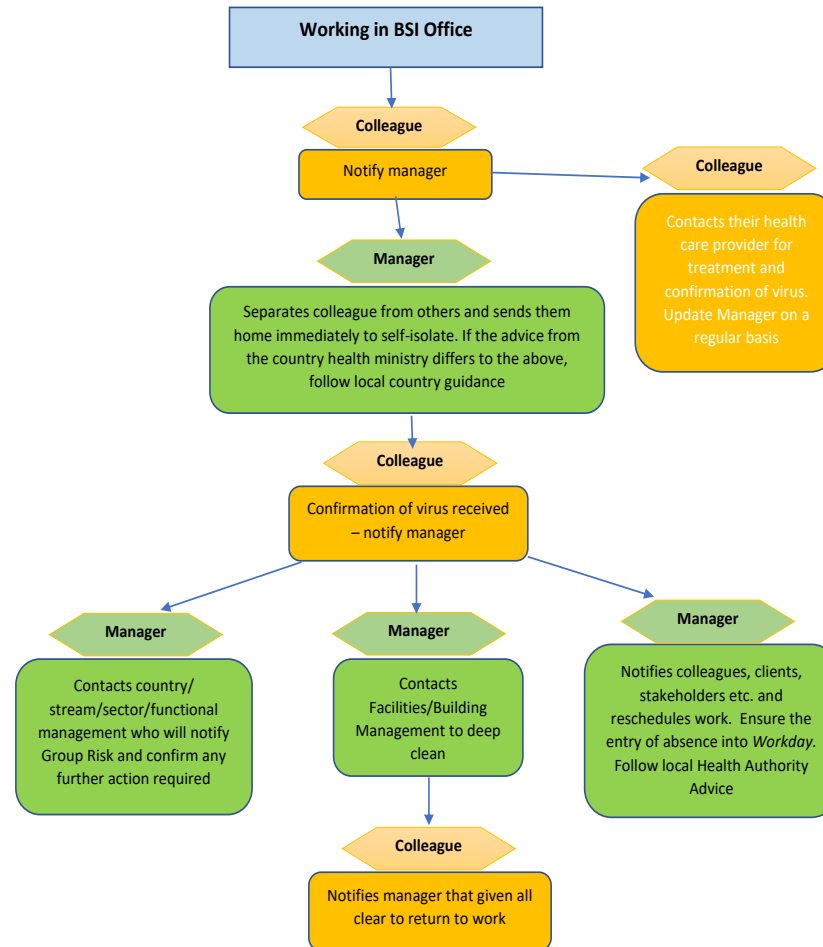 Working in BSI Office
Colleague
Notify manager
Colleague
Contacts their health
care provider for
treatment and
confirmation of virus.
Update Manager on a
regular basis
Manager
Separates colleague from others and sends them
home immediately to self-isolate. If the advice from
the country health ministry differs to the above,
follow local country guidance
Colleague
Confirmation of virus received
– notify manager
Manager
Contacts country/
stream/sector/functional
management who will notify
Group Risk and confirm any
further action required
Manager
Contacts
Facilities/Building
Management to deep
clean
Manager
Notifies colleagues, clients,
stakeholders etc. and
reschedules work.  Ensure the
entry of absence into Workday.
Follow local Health Authority
Advice
Colleague
Notifies manager that given all
clear to return to work